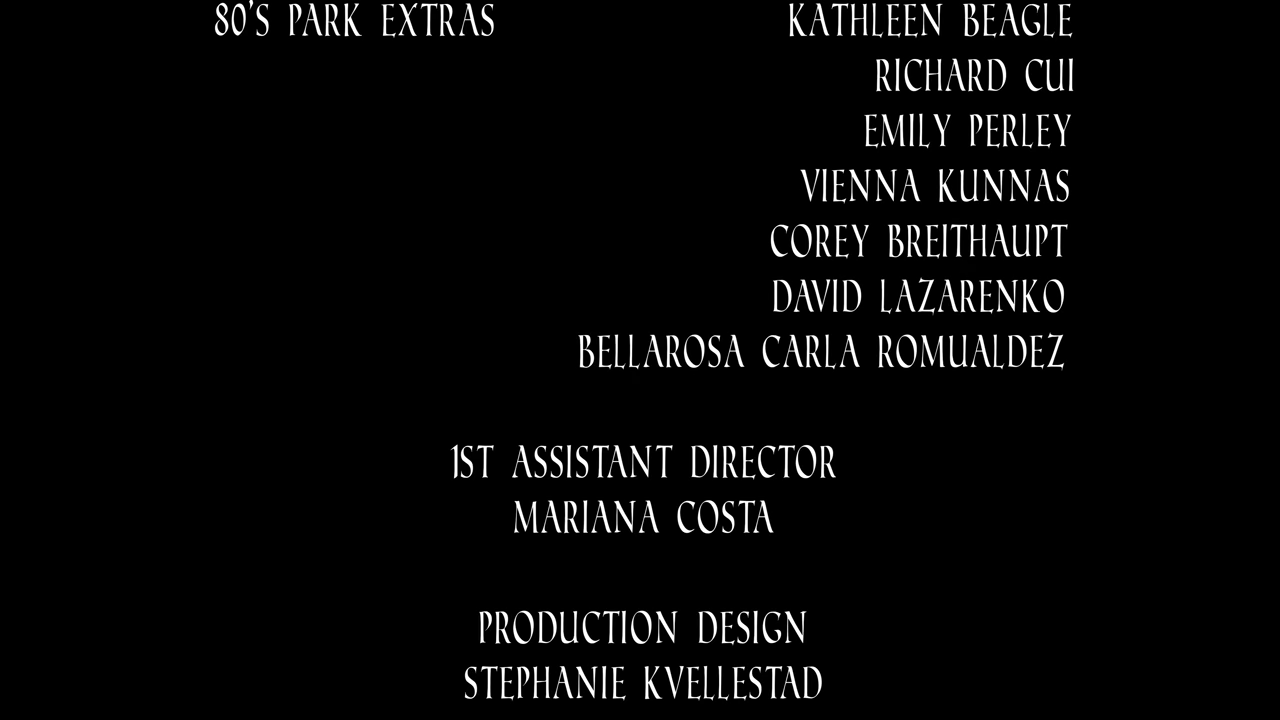 80'S PARK EXTRAS KATHLEEN BEAGLE
RICHARD CUI
EMILY PERLEY
VIENNA KUNNAS
COREY BREITHAUPT
DAVID LAZARENKO
BELLAROSA CARLA ROMUALDEZ
1ST ASSISTANT DIRECTOR
MARIANA COSTA
PRODUCTION DESIGN
STEPHANIE KVELLESTAD